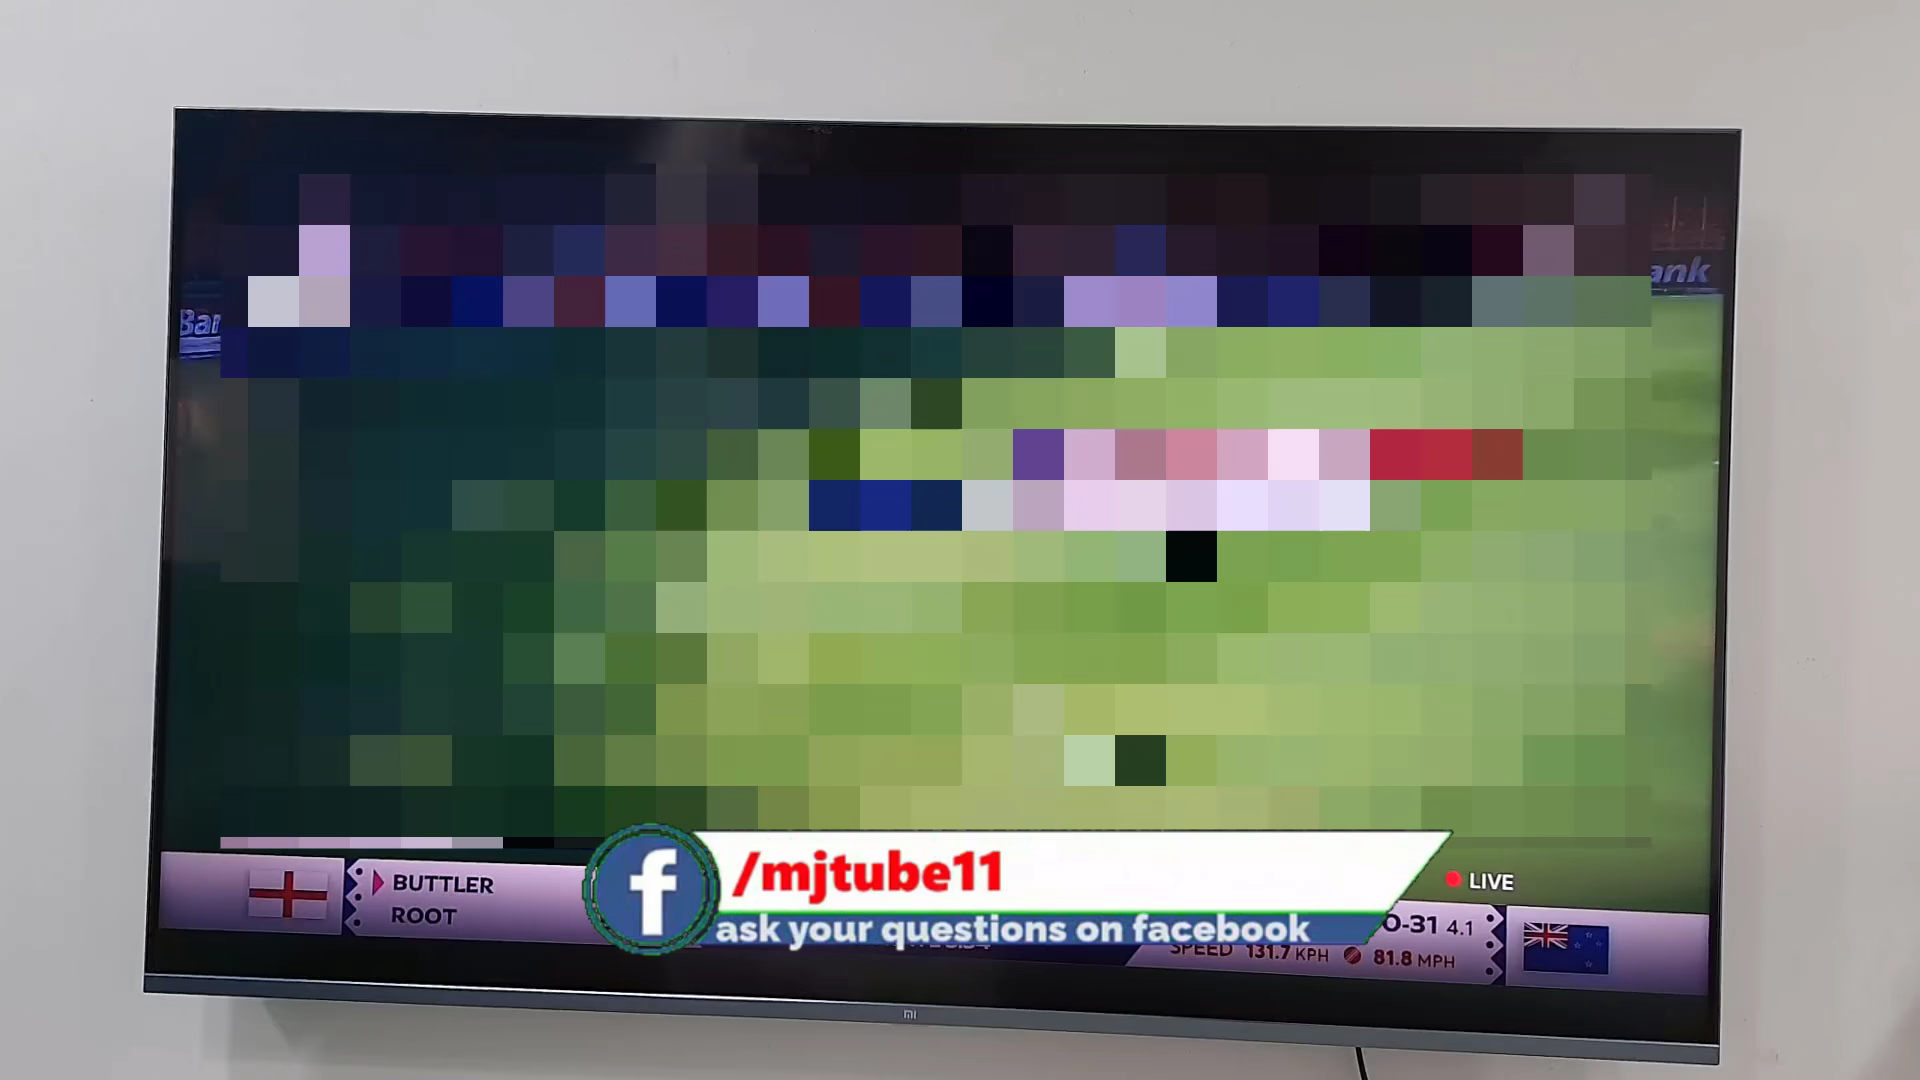 ank
Bar
BUTTLER
ROOT
/mjtube11
ask your questions on facebook
LIVE
0-31 4.1
SPEED 131.7 KPH 81.8 MPH
mi